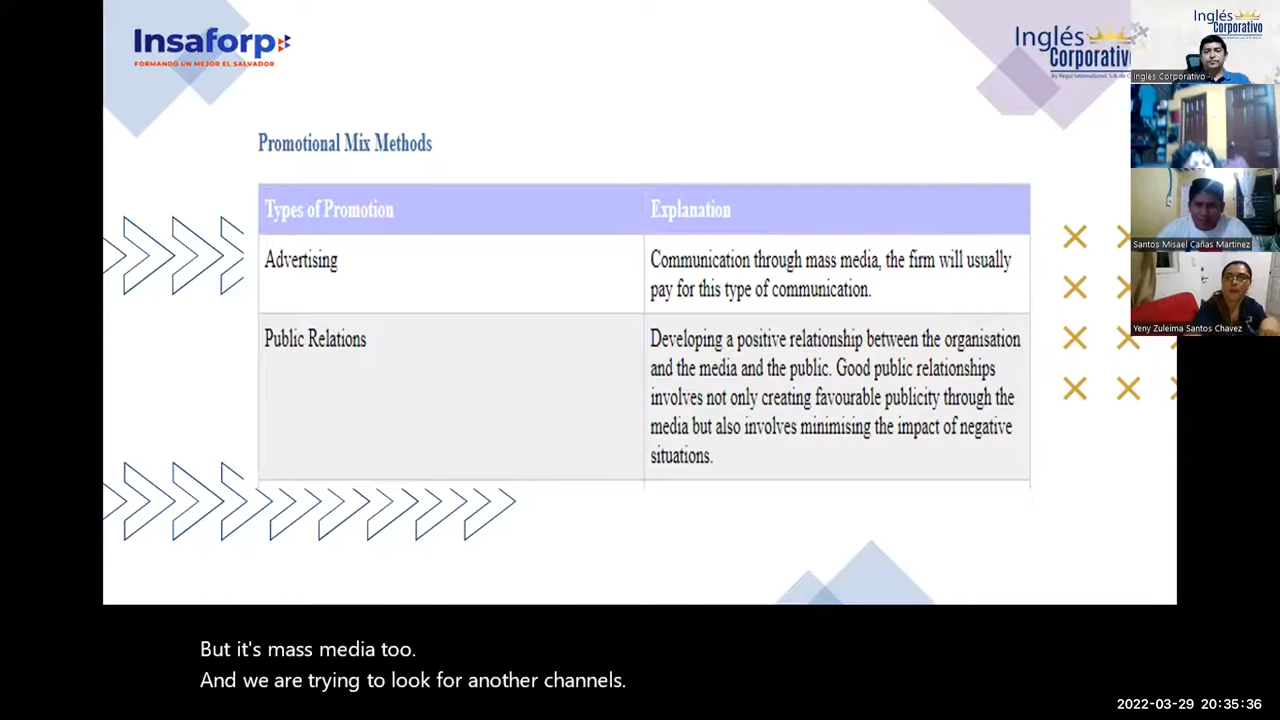 Insaforp
FORMANDO UN MEJOR EL SALVADOR
Inglés
Corporativo
Inglés
Corporativo
Inglés Corporativo -
Promotional Mix Methods
Types of Promotion
Explanation
Advertising
Communication through mass media, the firm will usually
pay for this type of communication.
Public Relations
Developing a positive relationship between the organisation
and the media and the public. Good public relationships
involves not only creating favourable publicity through the
media but also involves minimising the impact of negative
situations.
Santos Misael Cañas Martinez
Yeny Zuleima Santos Chavez
But it's mass media too.
And we are trying to look for another channels.
2022-03-29 20:35:36